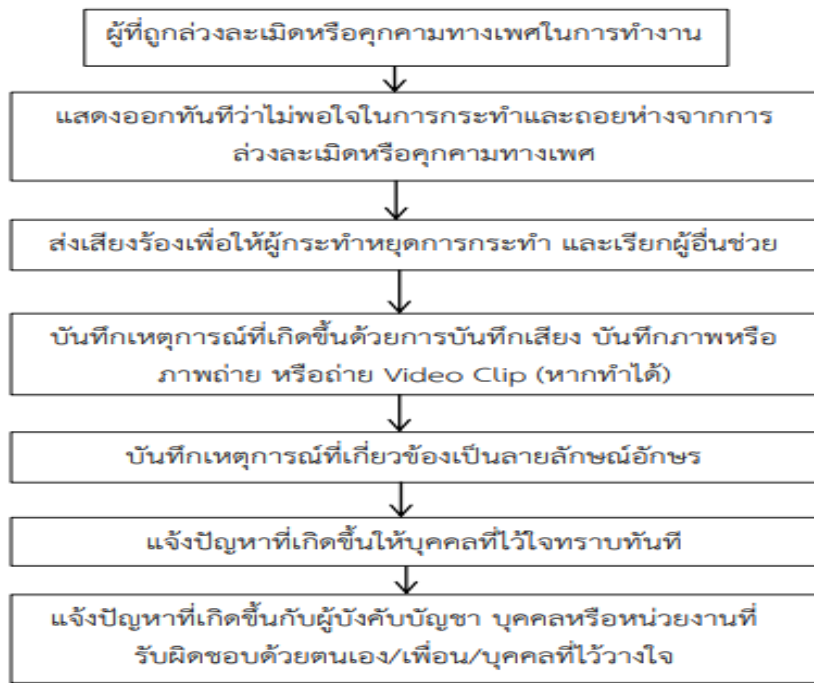 ผู้ที่ถูกล่วงละเมิดหรือคุกคามทางเพศในการทำงาน
แสดงออกทันทีว่าไม่พอใจในการกระทำและถอยห่างจากการ
ล่วงละเมิดหรือคุกคามทางเพศ
ส่งเสียงร้องเพื่อให้ผู้กระทำหยุดการกระทำ และเรียกผู้อื่นช่วย
บันทึกเหตุการณ์ที่เกิดขึ้นด้วยการบันทึกเสียง บันทึกภาพหรือ
ภาพถ่าย หรือถ่าย Video Clip (หากทำได้)
บันทึกเหตุการณ์ที่เกี่ยวข้องเป็นลายลักษณ์อักษร
แจ้งปัญหาที่เกิดขึ้นให้บุคคลที่ไว้ใจทราบทันที
แจ้งปัญหาที่เกิดขึ้นกับผู้บังคับบัญชา บุคคลหรือหน่วยงานที่
รับผิดชอบด้วยตนเอง/เพื่อน/บุคคลที่ไว้วางใจ